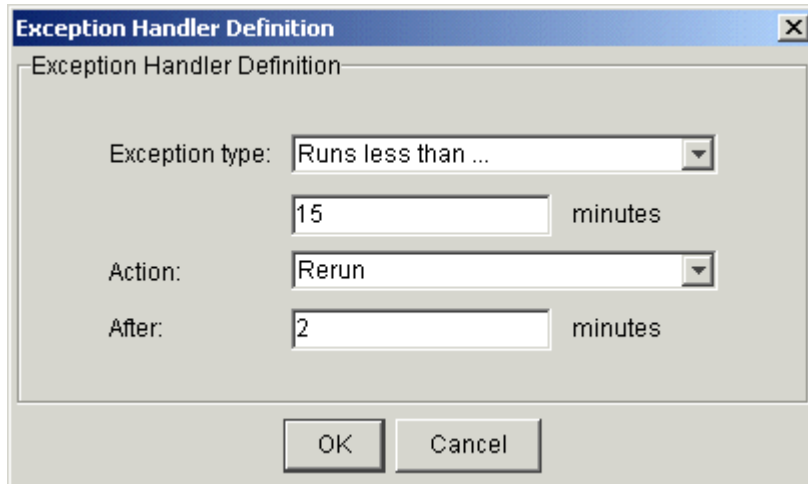 Exception Handler Definition
Exception Handler Definition
Exception type: Runs less than ...
15 minutes
Action: Rerun
After: 2 minutes
OK Cancel